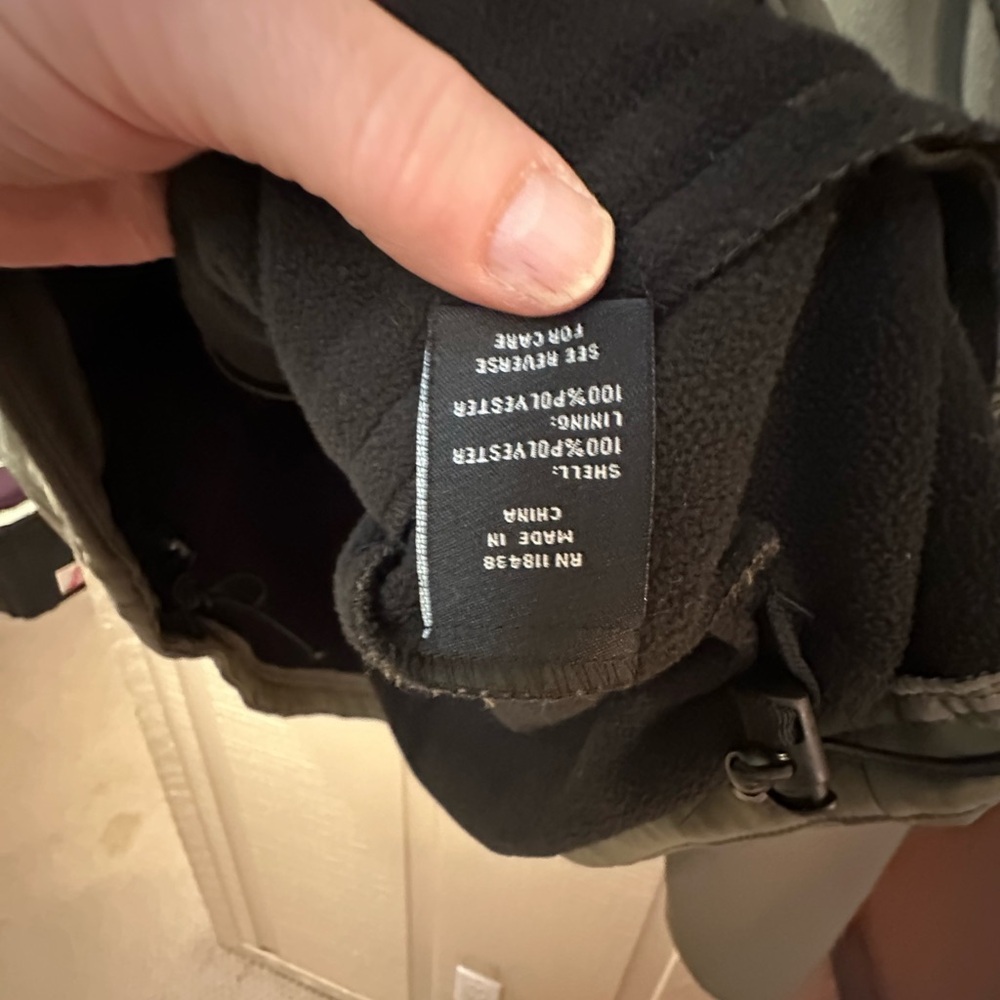 RN 118438
MADE IN
CHINA
SHELL:
100%POLYESTER
LINING:
100%POLYESTER
SEE REVERSE
FOR CARE